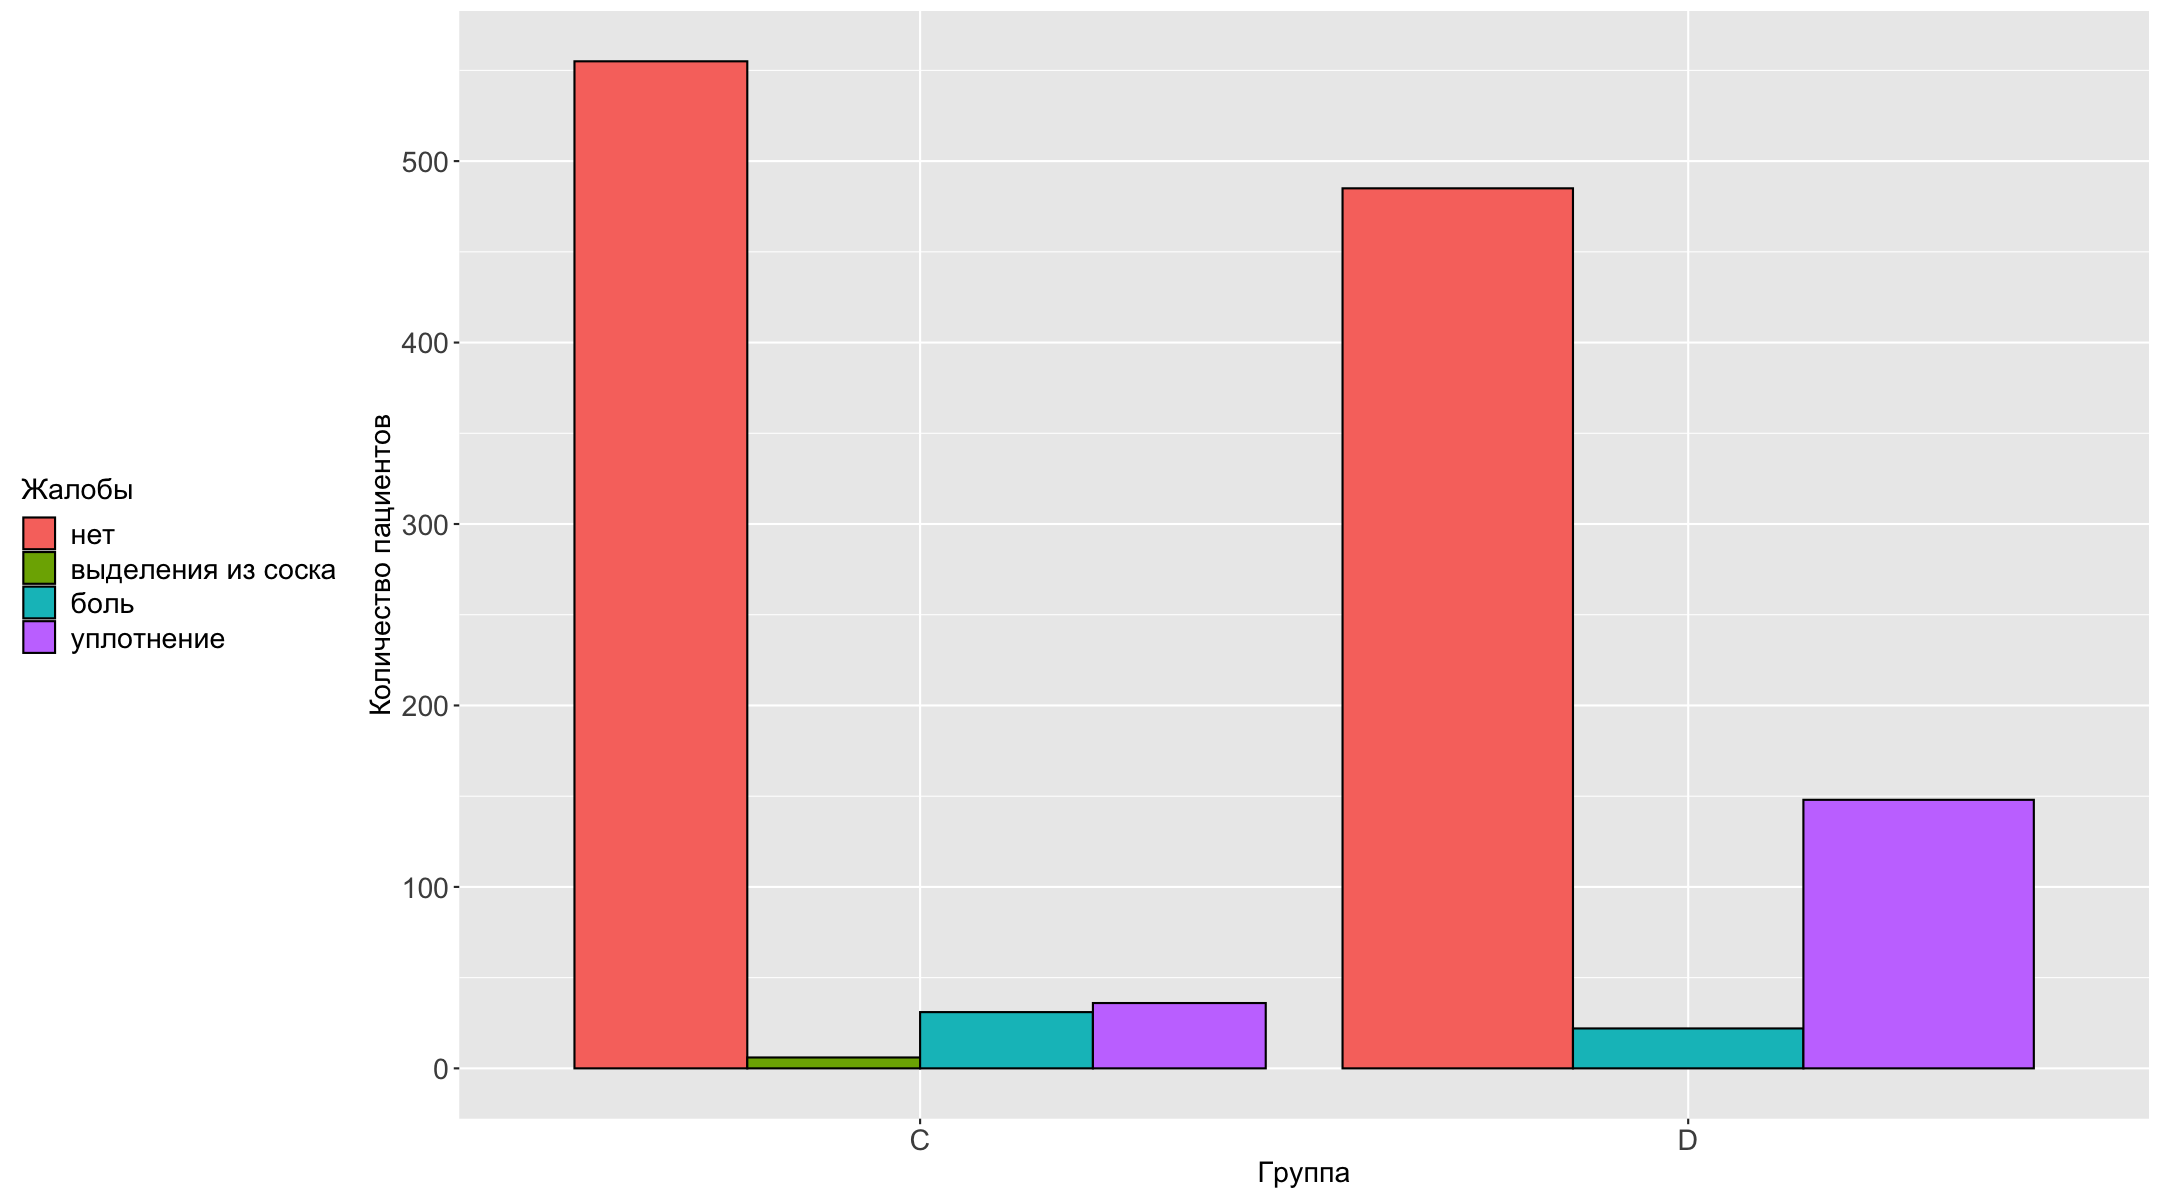 Жалобы
нет
выделения из соска
боль
уплотнение
Количество пациентов
500
400
300
200
100
0
C
D
Группа